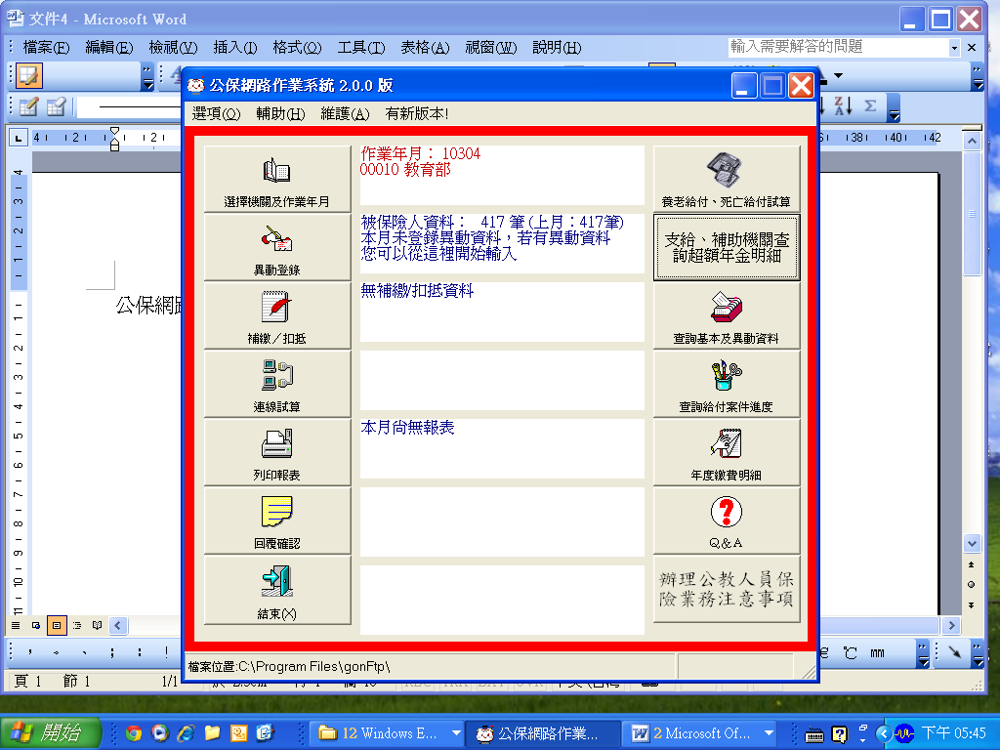 文件4 - Microsoft Word
檔案(F) 編輯(E) 檢視(V) 插入(I) 格式(O) 工具(T) 表格(A) 視窗(W) 說明(H)
輸入需要解答的問題
公保網路作業系統 2.0.0 版
選項(O) 輔助(H) 維護(A) 有新版本!
選擇機關及作業年月
作業年月： 10304
00010 教育部
養老給付、死亡給付試算
異動登錄
被保險人資料： 417 筆 (上月：417筆)
本月未登錄異動資料，若有異動資料
您可以從這裡開始輸入
支給、補助機關查
詢超額年金明細
補繳／扣抵
無補繳/扣抵資料
查詢基本及異動資料
連線試算
查詢給付案件進度
列印報表
本月尚無報表
年度繳費明細
回覆確認
Q&A
結束(X)
辦理公教人員保
險業務注意事項
檔案位置:C:\Program Files\gonFtp\
公保網
頁 1 節 1 1/1
℃ mm
開始
12 Windows E...
公保網路作業...
2 Microsoft Of...
下午 05:45